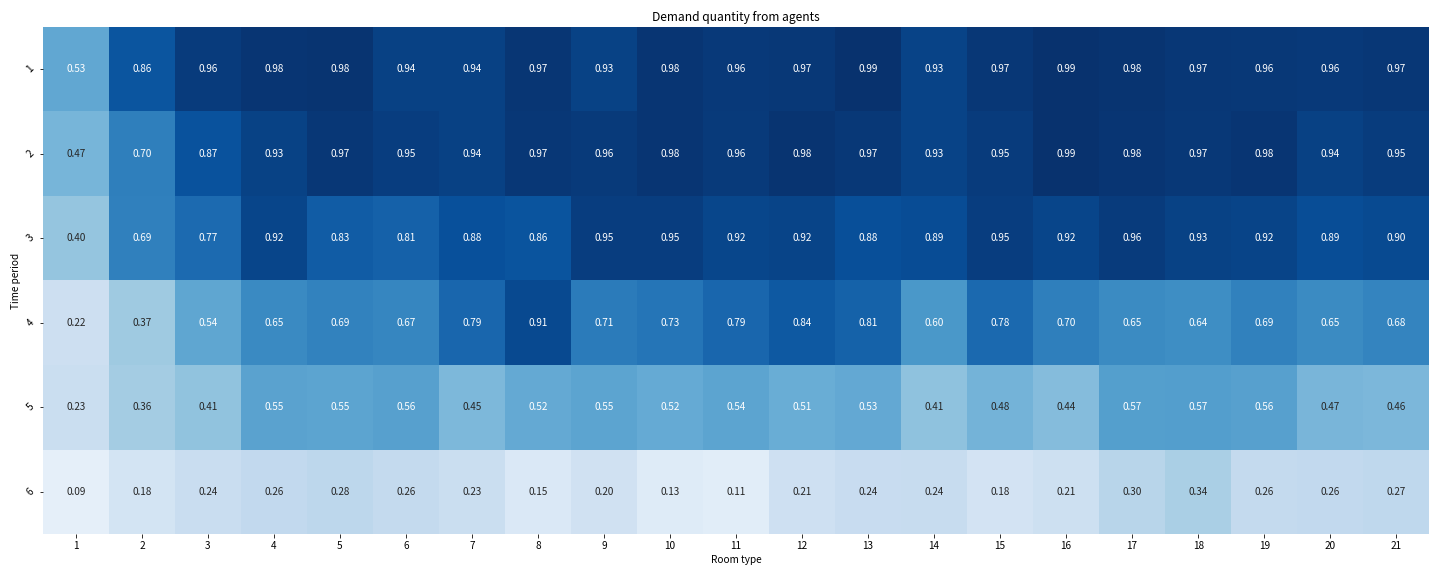 Demand quantity from agents
1 0.53 0.86 0.96 0.98 0.98 0.94 0.94 0.97 0.93 0.98 0.96 0.97 0.99 0.93 0.97 0.99 0.98 0.97 0.96 0.96 0.97
2 0.47 0.70 0.87 0.93 0.97 0.95 0.94 0.97 0.96 0.98 0.96 0.98 0.97 0.93 0.95 0.99 0.98 0.97 0.98 0.94 0.95
3 0.40 0.69 0.77 0.92 0.83 0.81 0.88 0.86 0.95 0.95 0.92 0.92 0.88 0.89 0.95 0.92 0.96 0.93 0.92 0.89 0.90
Time period
4 0.22 0.37 0.54 0.65 0.69 0.67 0.79 0.91 0.71 0.73 0.79 0.84 0.81 0.60 0.78 0.70 0.65 0.64 0.69 0.65 0.68
5 0.23 0.36 0.41 0.55 0.55 0.56 0.45 0.52 0.55 0.52 0.54 0.51 0.53 0.41 0.48 0.44 0.57 0.57 0.56 0.47 0.46
6 0.09 0.18 0.24 0.26 0.28 0.26 0.23 0.15 0.20 0.13 0.11 0.21 0.24 0.24 0.18 0.21 0.30 0.34 0.26 0.26 0.27
1 2 3 4 5 6 7 8 9 10 11 12 13 14 15 16 17 18 19 20 21
Room type